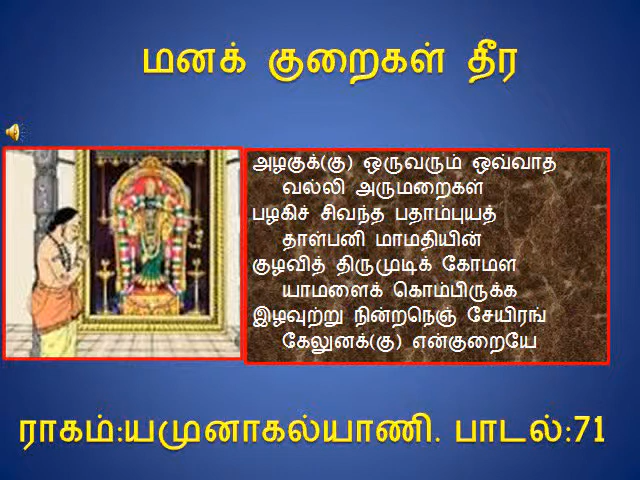 மனக் குறைகள் தீர
அழகுக்(கு) ஒருவரும் ஒவ்வாத
வல்லி அருமறைகள்
பழகிச் சிவந்த பதாம்புயத்
தாள்பனி மாமதியின்
குழவித் திருமுடிக் கோமள
யாமளைக் கொம்பிருக்க
இழவுற்று நின்றநெஞ் சேயிரங்
கேலுனக்(கு) என்குறையே
ராகம்:யமுனாகல்யாணி. பாடல்:71